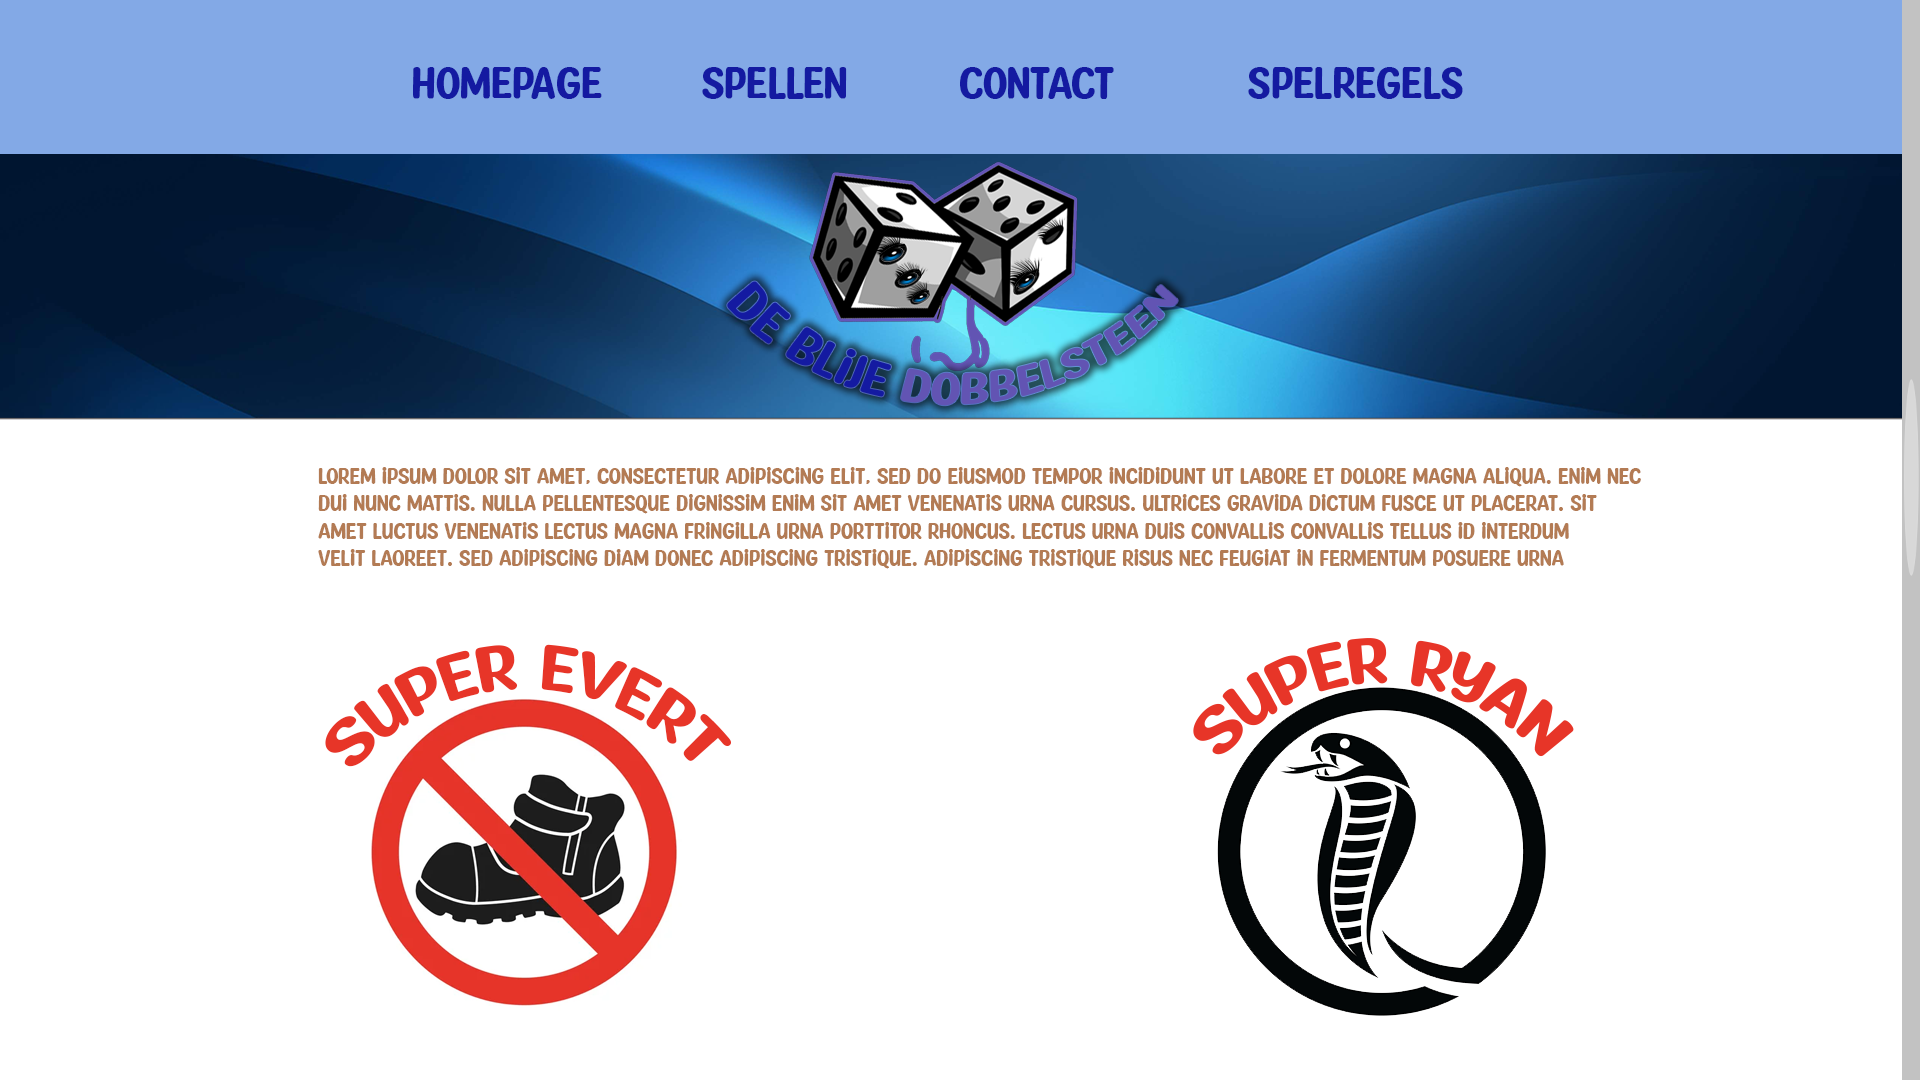 HOMEPAGE SPELLEN CONTACT SPELREGELS
DE BLIJE DOBBELSTEEN
LOREM IPSUM DOLOR SIT AMET, CONSECTETUR ADIPISCING ELIT, SED DO EIUSMOD TEMPOR INCIDIDUNT UT LABORE ET DOLORE MAGNA ALIQUA. ENIM NEC
DUI NUNC MATTIS. NULLA PELLENTESQUE DIGNISSIM ENIM SIT AMET VENENATIS URNA CURSUS. ULTRICES GRAVIDA DICTUM FUSCE UT PLACERAT. SIT
AMET LUCTUS VENENATIS LECTUS MAGNA FRINGILLA URNA PORTTITOR RHONCUS. LECTUS URNA DUIS CONVALLIS CONVALLIS TELLUS ID INTERDUM
VELIT LAOREET. SED ADIPISCING DIAM DONEC ADIPISCING TRISTIQUE. ADIPISCING TRISTIQUE RISUS NEC FEUGIAT IN FERMENTUM POSUERE URNA
SUPER EVERT
SUPER RYAN